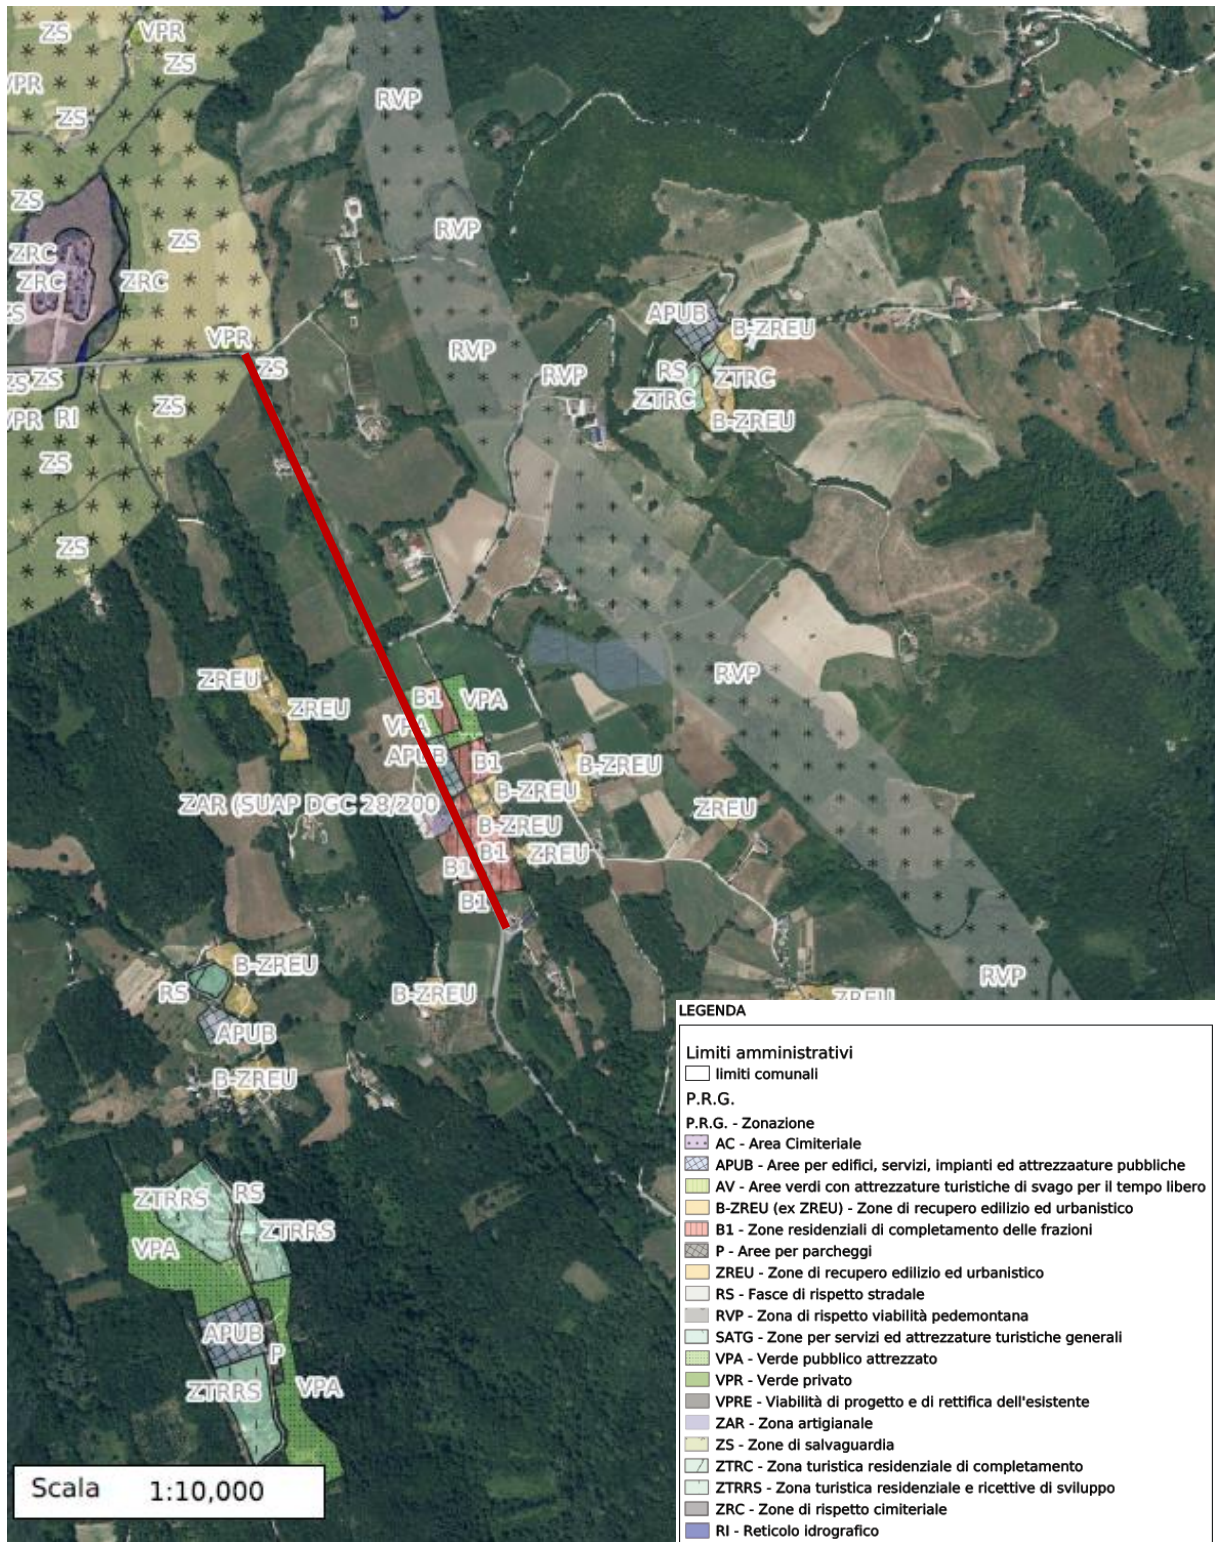 ZS
VPR
ZS
VPR
ZS
RVP
ZS
ZS
RVP
ZRC
ZRC
ZRC
ZS
APUB
B-ZREU
VPR
RVP
ZS
RVP
RS
ZTRC
ZS
ZS
ZS
ZTRC
VPR
RI
B-ZREU
ZS
ZS
ZREU
RVP
ZREU
B1
VPA
VPA
APUB
B1
B-ZREU
B-ZREU
ZAR (SUAP DGC 28/200
ZREU
B-ZREU
B1
ZREU
B1
B1
B-ZREU
RS
B-ZREU
RVP
ZREU
APUB
B-ZREU
ZTRRS
RS
ZTRRS
VPA
APUB
P
ZTRRS
VPA
Scala 1:10,000
LEGENDA
Limiti amministrativi
limiti comunali
P.R.G.
P.R.G. - Zonazione
AC - Area Cimiteriale
APUB - Aree per edifici, servizi, impianti ed attrezzaature pubbliche
AV - Aree verdi con attrezzature turistiche di svago per il tempo libero
B-ZREU (ex ZREU) - Zone di recupero edilizio ed urbanistico
B1 - Zone residenziali di completamento delle frazioni
P - Aree per parcheggi
ZREU - Zone di recupero edilizio ed urbanistico
RS - Fasce di rispetto stradale
RVP - Zona di rispetto viabilità pedemontana
SATG - Zone per servizi ed attrezzature turistiche generali
VPA - Verde pubblico attrezzato
VPR - Verde privato
VPRE - Viabilità di progetto e di rettifica dell'esistente
ZAR - Zona artigianale
ZS - Zone di salvaguardia
ZTRC - Zona turistica residenziale di completamento
ZTRRS - Zona turistica residenziale e ricettive di sviluppo
ZRC - Zone di rispetto cimiteriale
RI - Reticolo idrografico